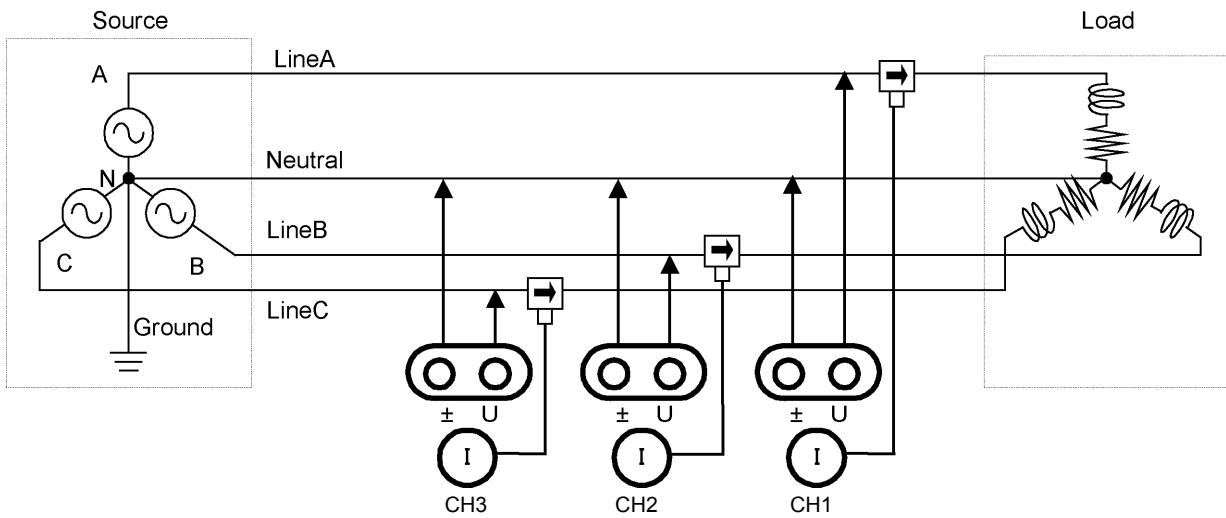 Source
Load
A
LineA
N
Neutral
C
B
LineB
LineC
Ground
± U
± U
± U
I
I
I
CH3
CH2
CH1